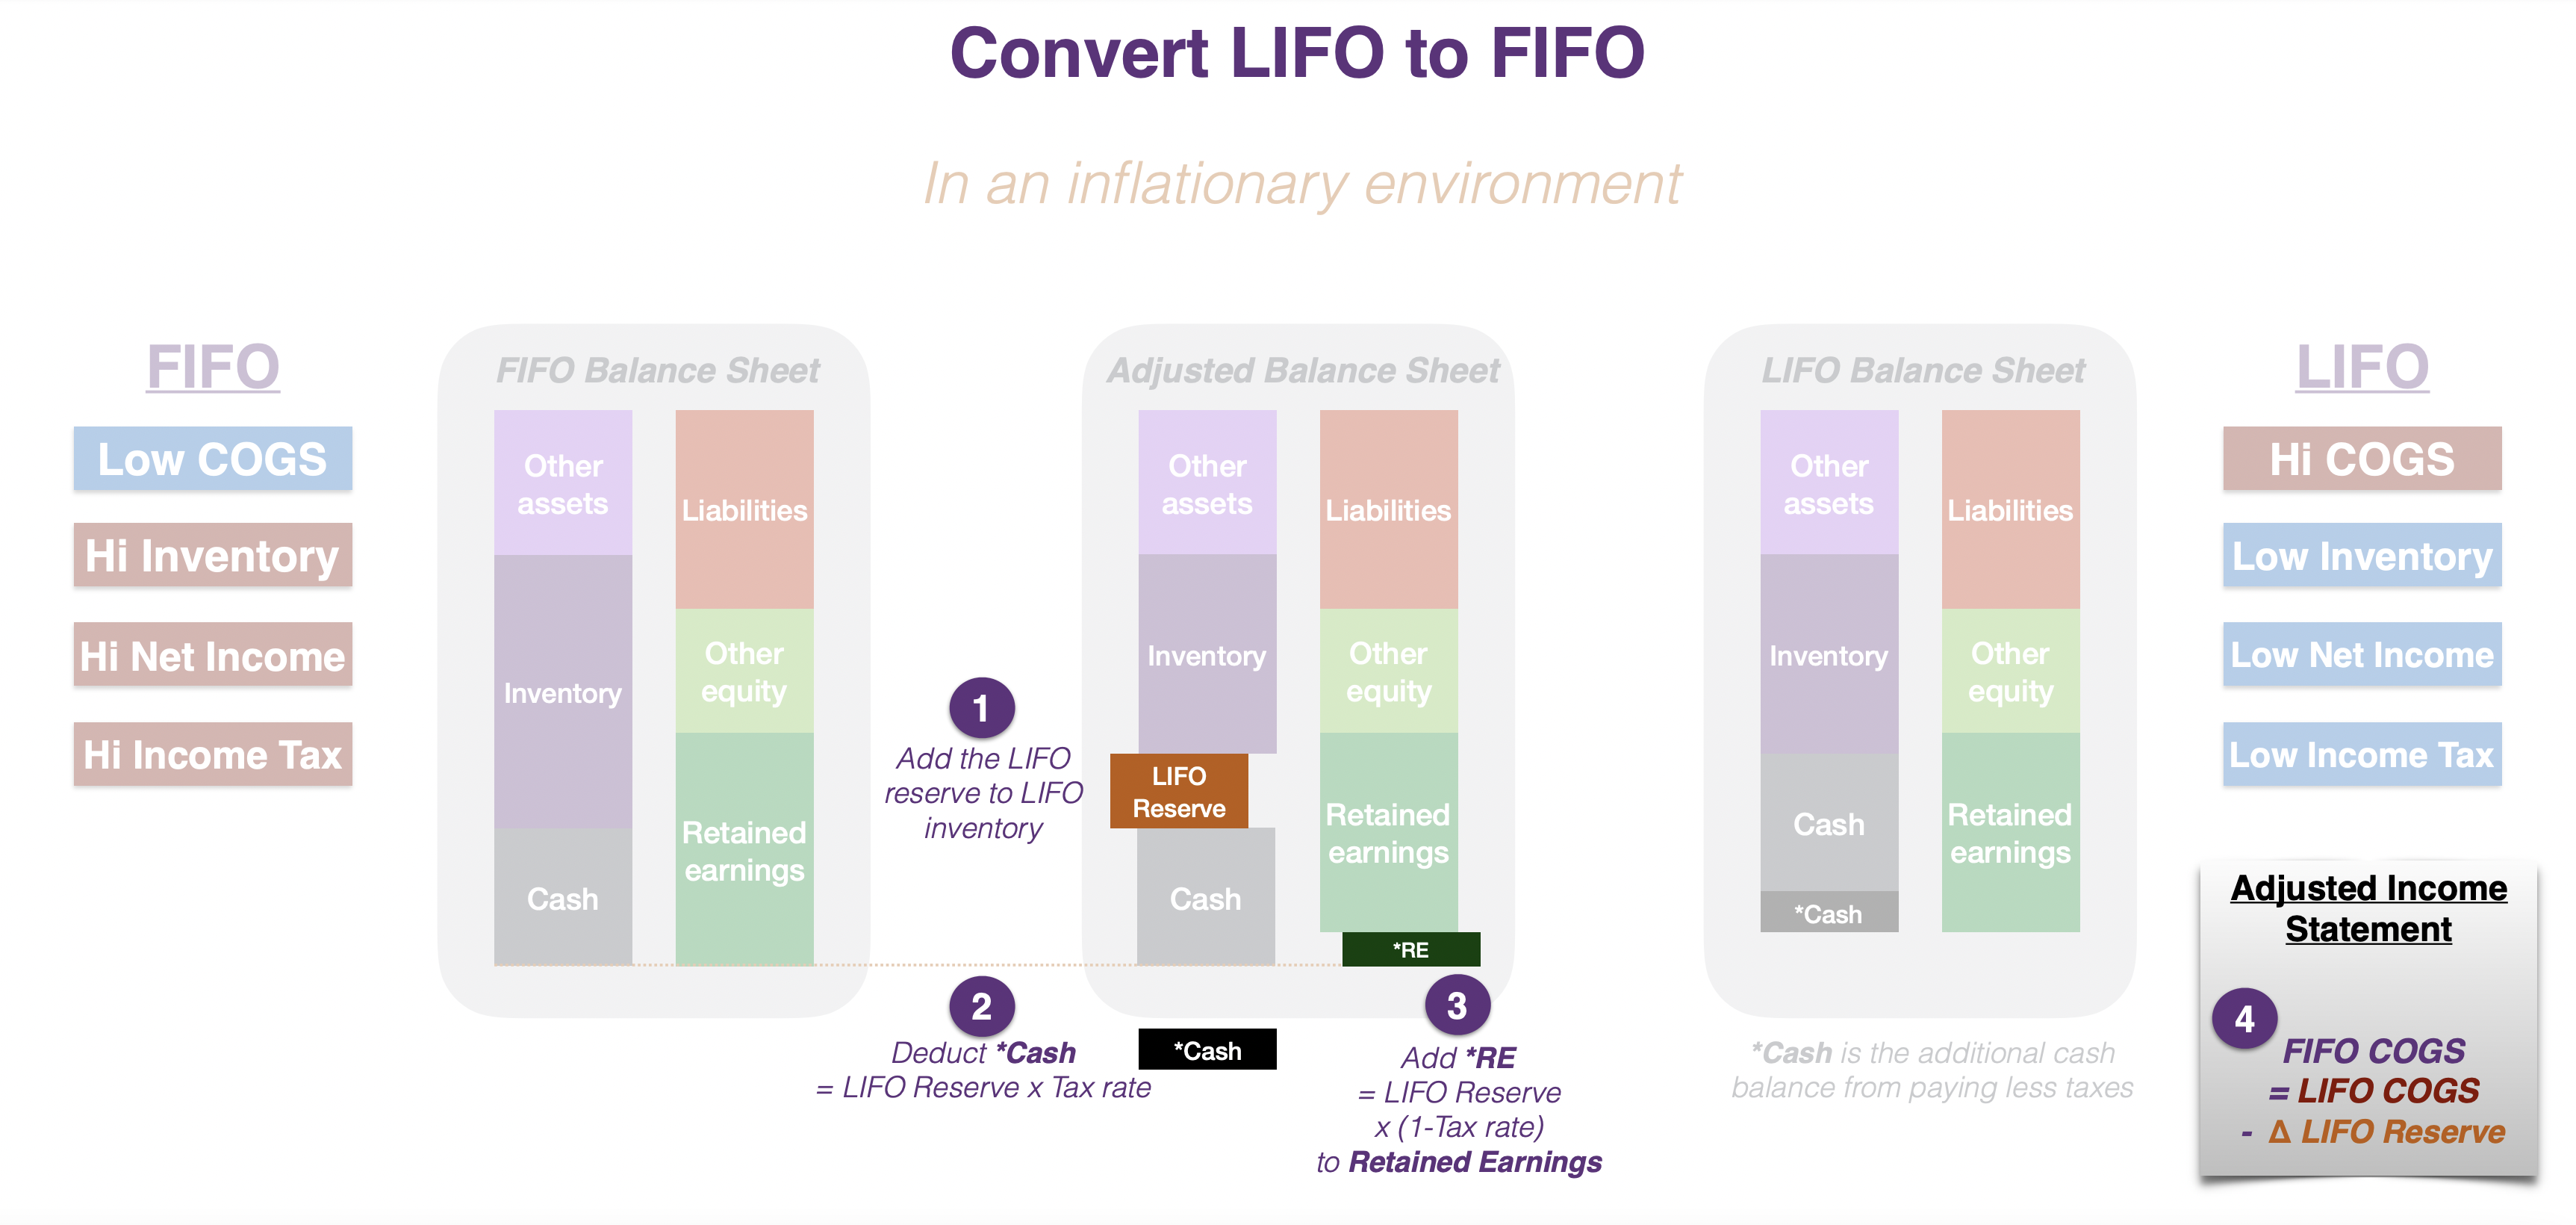 Convert LIFO to FIFO
In an inflationary environment
FIFO
Low COGS
Hi Inventory
Hi Net Income
Hi Income Tax
FIFO Balance Sheet
Other
assets
Inventory
Cash
Liabilities
Other
equity
Retained
earnings
1
Add the LIFO
reserve to LIFO
inventory
2
Deduct *Cash
= LIFO Reserve x Tax rate
Adjusted Balance Sheet
Other
assets
Inventory
LIFO
Reserve
Cash
*Cash
Liabilities
Other
equity
Retained
earnings
*RE
3
Add *RE
= LIFO Reserve
x (1-Tax rate)
to Retained Earnings
LIFO Balance Sheet
Other
assets
Inventory
Cash
*Cash
Liabilities
Other
equity
Retained
earnings
*Cash is the additional cash
balance from paying less taxes
LIFO
Hi COGS
Low Inventory
Low Net Income
Low Income Tax
Adjusted Income
Statement
4
FIFO COGS
= LIFO COGS
- Δ LIFO Reserve